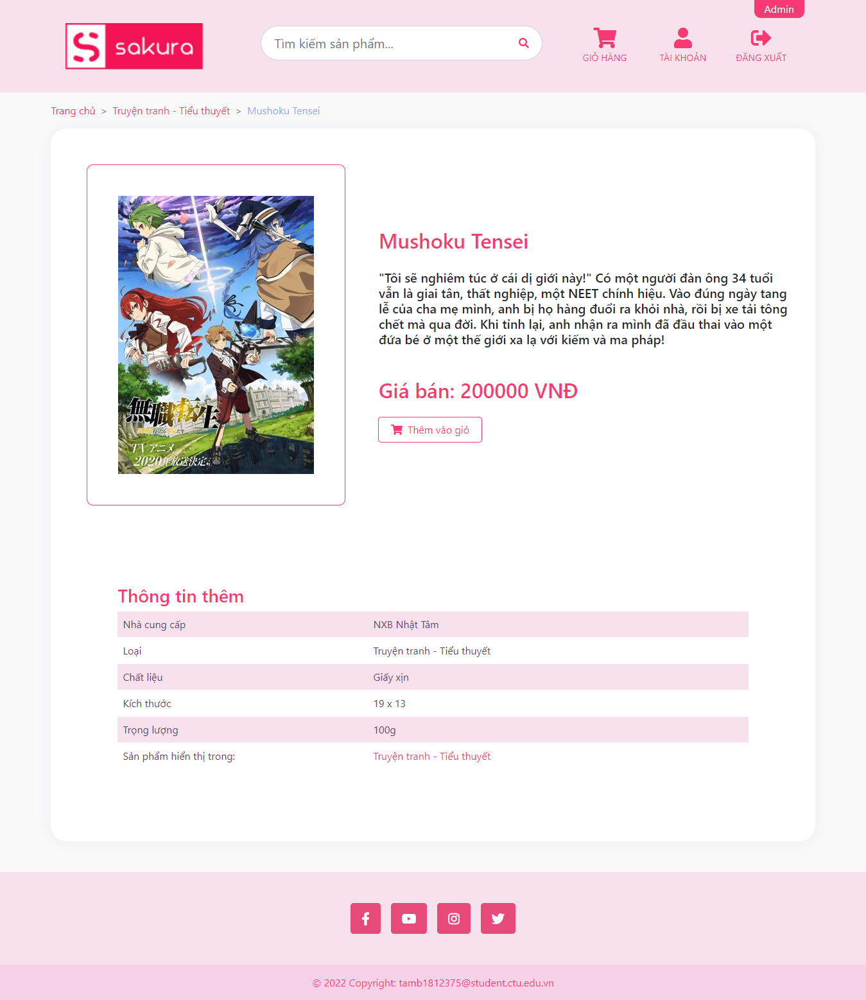 Admin
sakura
Tìm kiếm sản phẩm...
GIỎ HÀNG
TÀI KHOẢN
ĐĂNG XUẤT
Trang chủ > Truyện tranh - Tiểu thuyết > Mushoku Tensei
無職転生
TVアニメ
2020年放送決定
Mushoku Tensei
"Tôi sẽ nghiêm túc ở cái dị giới này!" Có một người đàn ông 34 tuổi
vẫn là giai tân, thất nghiệp, một NEET chính hiệu. Vào đúng ngày tang
lễ của cha mẹ mình, anh bị họ hàng đuổi ra khỏi nhà, rồi bị xe tải tông
chết mà qua đời. Khi tỉnh lại, anh nhận ra mình đã đầu thai vào một
đứa bé ở một thế giới xa lạ với kiếm và ma pháp!
Giá bán: 200000 VNĐ
Thêm vào giỏ
Thông tin thêm
Nhà cung cấp NXB Nhật Tâm
Loại Truyện tranh - Tiểu thuyết
Chất liệu Giấy xịn
Kích thước 19 x 13
Trọng lượng 100g
Sản phẩm hiển thị trong: Truyện tranh - Tiểu thuyết
© 2022 Copyright: tamb1812375@student.ctu.edu.vn